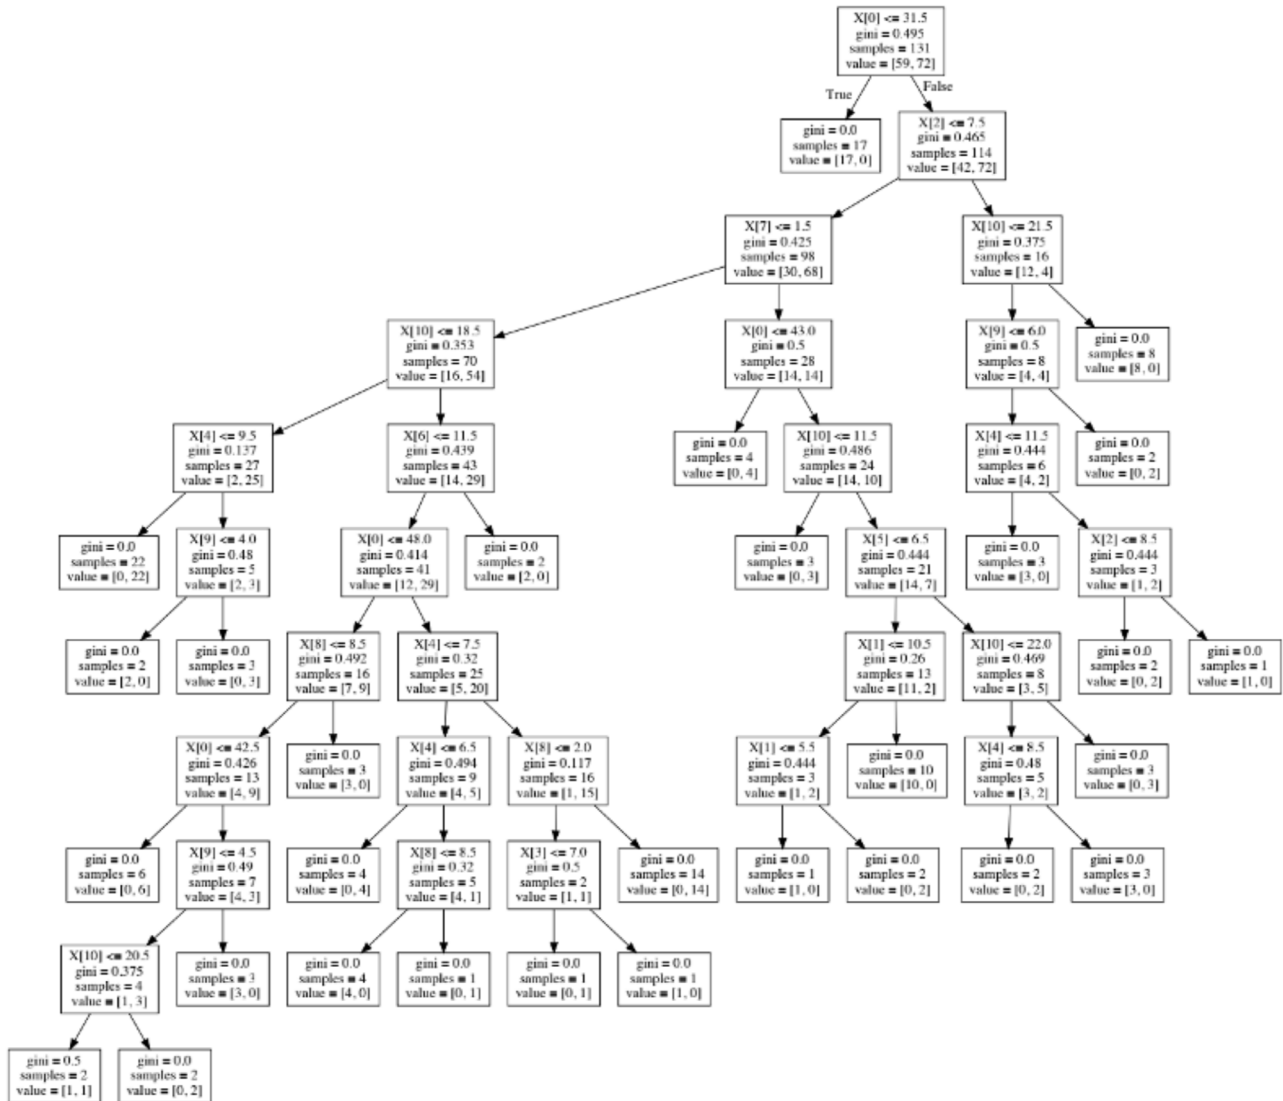 X[0] <= 31.5
gini = 0.495
samples = 131
value = [59, 72]
True
False
gini = 0.0
samples = 17
value = [17, 0]
X[2] <= 7.5
gini = 0.465
samples = 114
value = [42, 72]
X[7] <= 1.5
gini = 0.425
samples = 98
value = [30, 68]
X[10] <= 21.5
gini = 0.375
samples = 16
value = [12, 4]
X[10] <= 18.5
gini = 0.353
samples = 70
value = [16, 54]
X[0] <= 43.0
gini = 0.5
samples = 28
value = [14, 14]
X[9] <= 6.0
gini = 0.5
samples = 8
value = [4, 4]
gini = 0.0
samples = 8
value = [8, 0]
X[4] <= 9.5
gini = 0.137
samples = 27
value = [2, 25]
X[6] <= 11.5
gini = 0.439
samples = 43
value = [14, 29]
gini = 0.0
samples = 4
value = [0, 4]
X[10] <= 11.5
gini = 0.486
samples = 24
value = [14, 10]
X[4] <= 11.5
gini = 0.444
samples = 6
value = [4, 2]
gini = 0.0
samples = 2
value = [0, 2]
gini = 0.0
samples = 22
value = [0, 22]
X[9] <= 4.0
gini = 0.48
samples = 5
value = [2, 3]
X[0] <= 48.0
gini = 0.414
samples = 41
value = [12, 29]
gini = 0.0
samples = 2
value = [2, 0]
gini = 0.0
samples = 3
value = [0, 3]
X[5] <= 6.5
gini = 0.444
samples = 21
value = [14, 7]
gini = 0.0
samples = 3
value = [3, 0]
X[2] <= 8.5
gini = 0.444
samples = 3
value = [1, 2]
gini = 0.0
samples = 2
value = [2, 0]
gini = 0.0
samples = 3
value = [0, 3]
X[8] <= 8.5
gini = 0.492
samples = 16
value = [7, 9]
X[4] <= 7.5
gini = 0.32
samples = 25
value = [5, 20]
X[1] <= 10.5
gini = 0.26
samples = 13
value = [11, 2]
X[10] <= 22.0
gini = 0.469
samples = 8
value = [3, 5]
gini = 0.0
samples = 2
value = [0, 2]
gini = 0.0
samples = 1
value = [1, 0]
X[0] <= 42.5
gini = 0.426
samples = 13
value = [4, 9]
gini = 0.0
samples = 3
value = [3, 0]
X[4] <= 6.5
gini = 0.494
samples = 9
value = [4, 5]
X[8] <= 2.0
gini = 0.117
samples = 16
value = [1, 15]
X[1] <= 5.5
gini = 0.444
samples = 3
value = [1, 2]
gini = 0.0
samples = 10
value = [10, 0]
X[4] <= 8.5
gini = 0.48
samples = 5
value = [3, 2]
gini = 0.0
samples = 3
value = [0, 3]
gini = 0.0
samples = 6
value = [0, 6]
X[9] <= 4.5
gini = 0.49
samples = 7
value = [4, 3]
gini = 0.0
samples = 4
value = [0, 4]
X[8] <= 8.5
gini = 0.32
samples = 5
value = [4, 1]
X[3] <= 7.0
gini = 0.5
samples = 2
value = [1, 1]
gini = 0.0
samples = 14
value = [0, 14]
gini = 0.0
samples = 1
value = [1, 0]
gini = 0.0
samples = 2
value = [0, 2]
gini = 0.0
samples = 2
value = [0, 2]
gini = 0.0
samples = 3
value = [3, 0]
X[10] <= 20.5
gini = 0.375
samples = 4
value = [1, 3]
gini = 0.0
samples = 3
value = [3, 0]
gini = 0.0
samples = 4
value = [4, 0]
gini = 0.0
samples = 1
value = [0, 1]
gini = 0.0
samples = 1
value = [0, 1]
gini = 0.0
samples = 1
value = [1, 0]
gini = 0.5
samples = 2
value = [1, 1]
gini = 0.0
samples = 2
value = [0, 2]